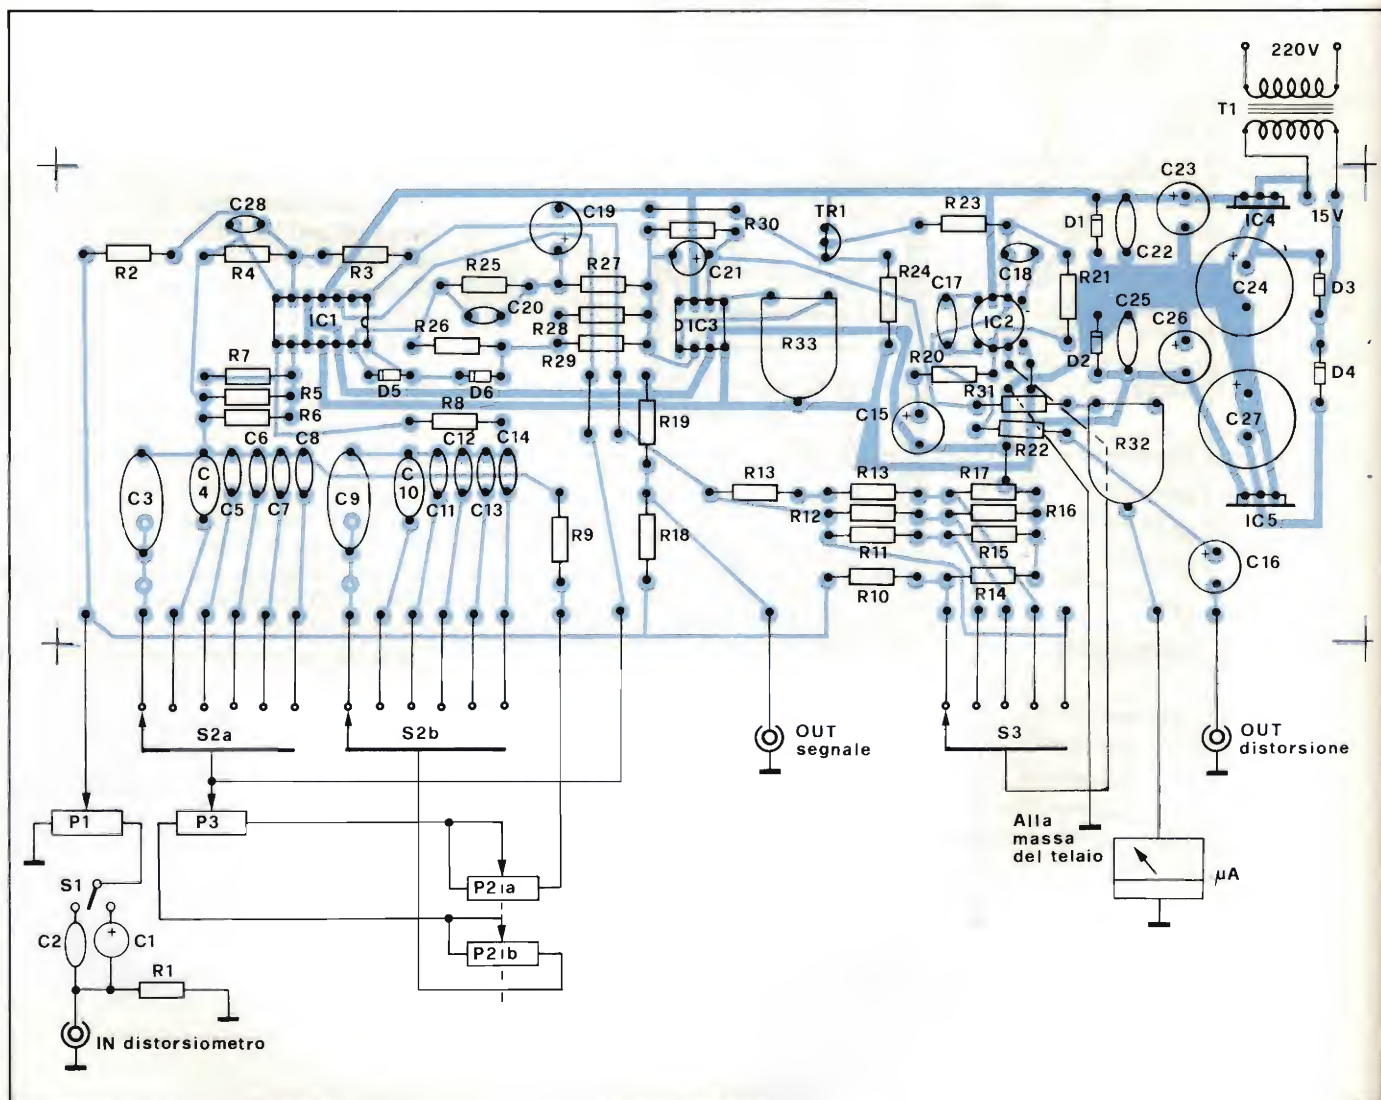 220V
T1
C23
C28
C19
TR1
R23
D1
IC4
15V
R30
C22
R2
R4
R3
R25
R27
C21
R24
C17
C18
R21
C24
D3
C20
IC1
R28
IC3
R33
IC2
C25
C26
R26
R29
R20
D2
D4
R7
D5
D6
R5
R31
R6
R8
R19
C15
R32
C27
C6
C8
C12
C14
R22
C3
C4
C5
C7
C9
C10
C11
C13
R13
R13
R17
R12
R16
IC5
R9
R18
R11
R15
C16
R10
R14
S2a
S2b
OUT
segnale
S3
OUT
distorsione
P1
P3
Alla
massa
del telaio
S1
P2 a
µA
C2
C1
P2 b
R1
IN distorsiometro